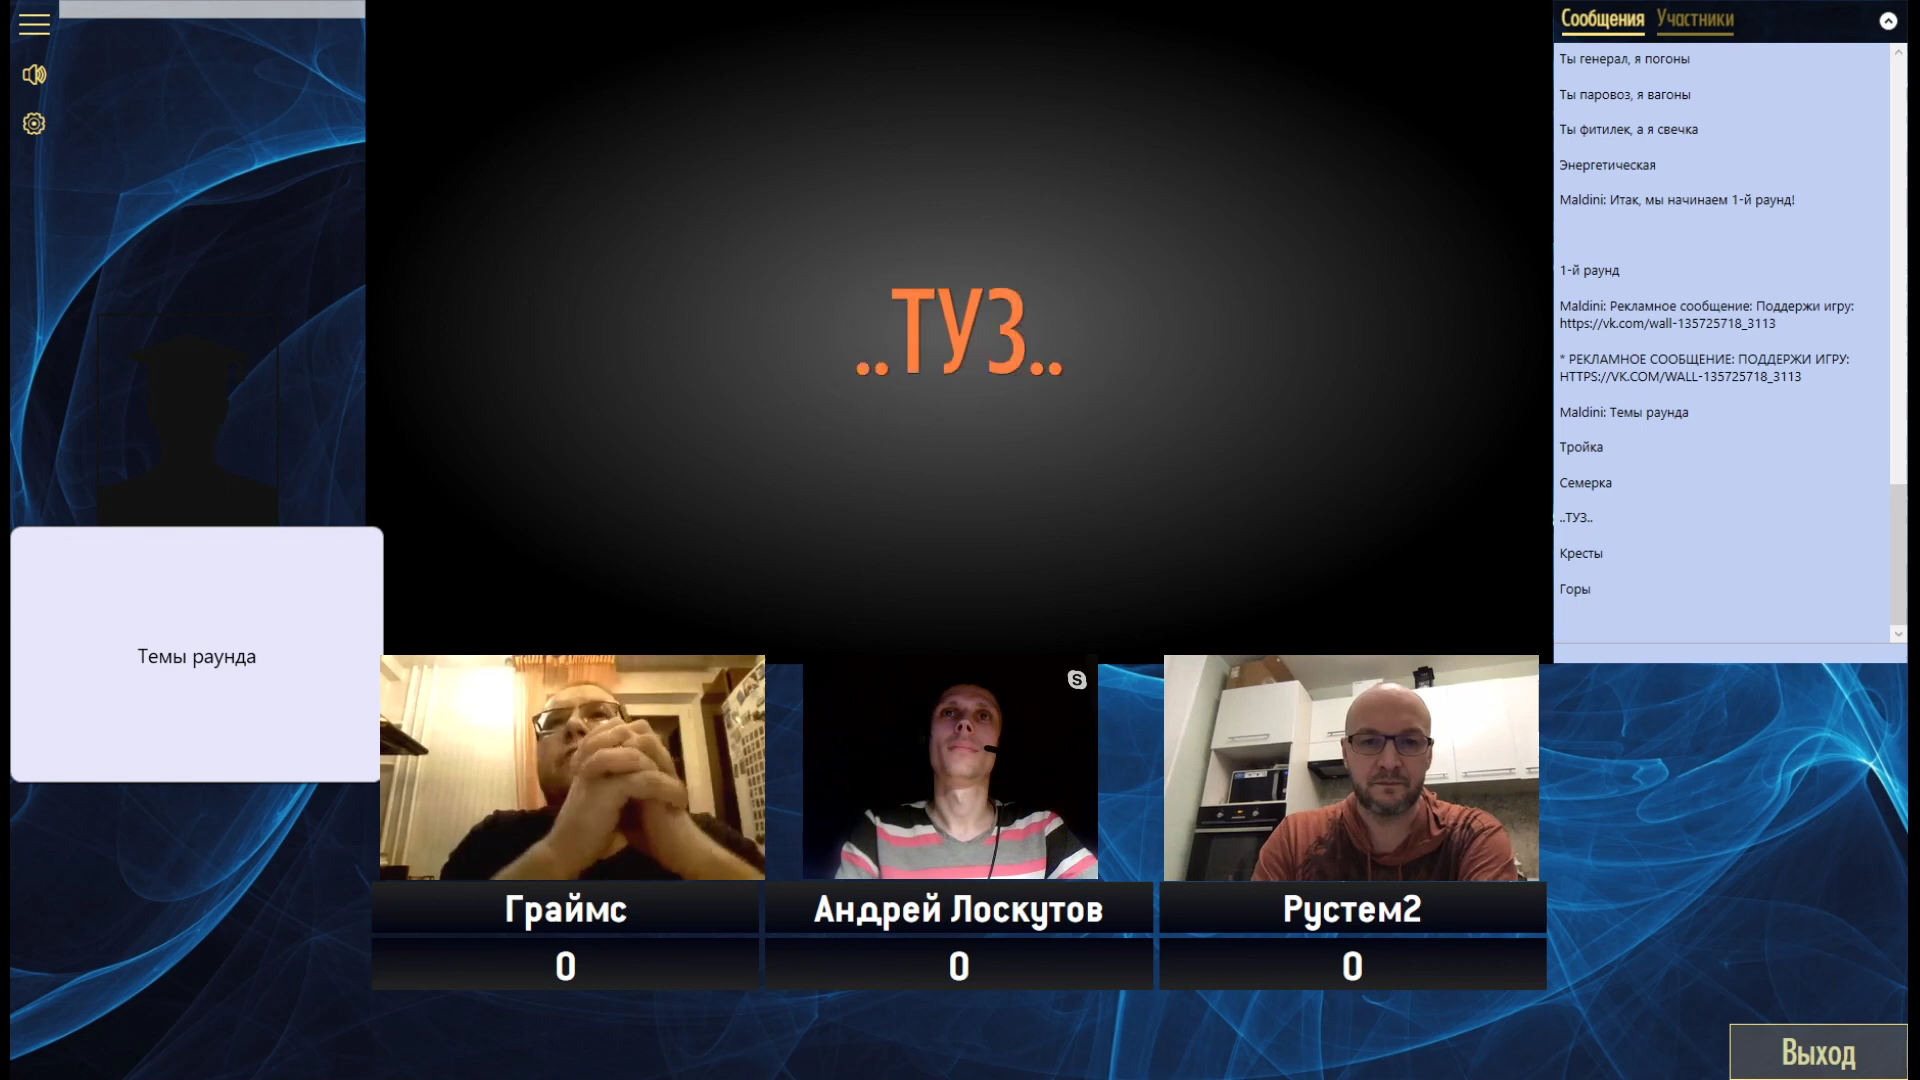 Сообщения Участники
Ты генерал, я погоны
Ты паровоз, я вагоны
Ты фитилек, а я свечка
Энергетическая
Maldini: Итак, мы начинаем 1-й раунд!
1-й раунд
Maldini: Рекламное сообщение: Поддержи игру:
https://vk.com/wall-135725718_3113
* РЕКЛАМНОЕ СООБЩЕНИЕ: ПОДДЕРЖИ ИГРУ:
HTTPS://VK.COM/WALL-135725718_3113
Maldini: Темы раунда
Тройка
Семерка
..ТУЗ..
Кресты
Горы
..ТУЗ..
Темы раунда
Граймс
Андрей Лоскутов
Рустем2
0
0
0
Выход